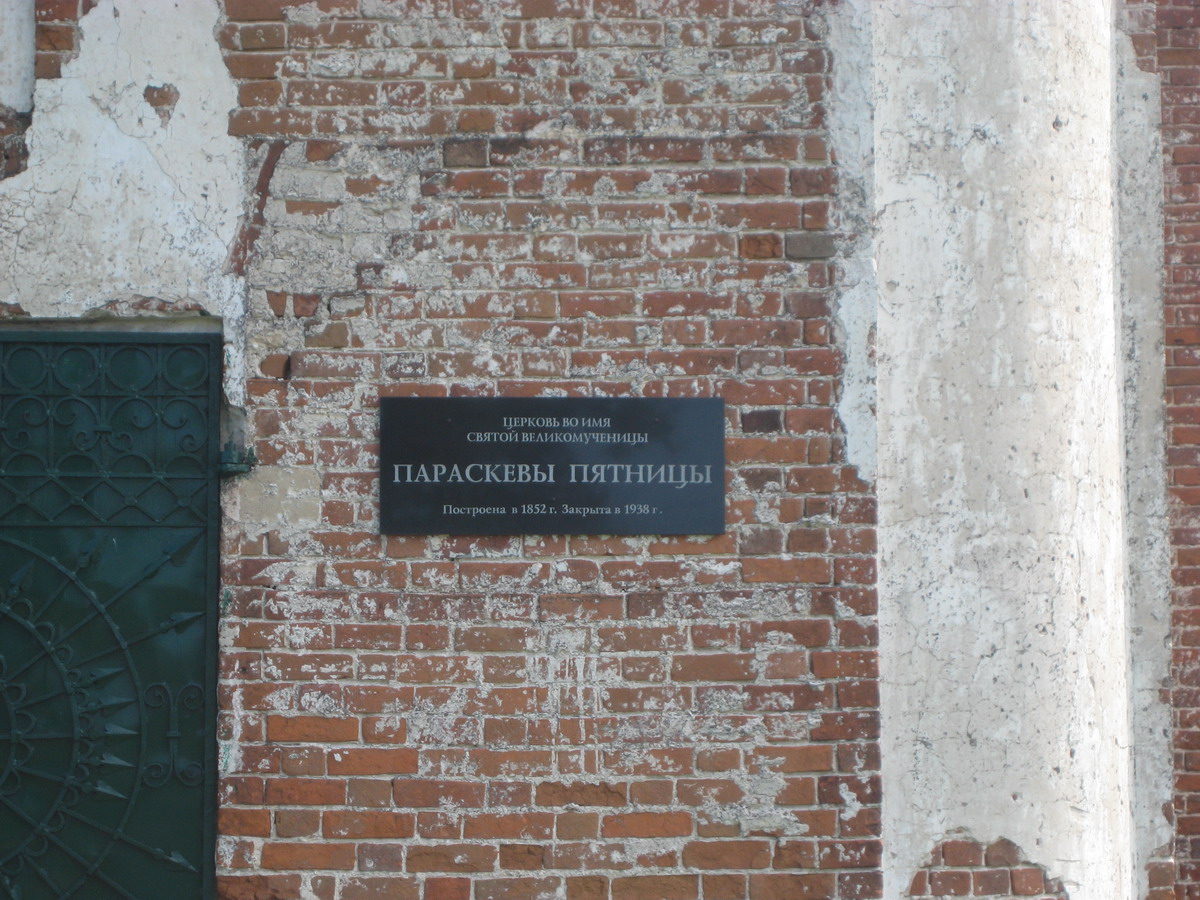 ЦЕРКОВЬ ВО ИМЯ
СВЯТОЙ ВЕЛИКОМУЧЕНИЦЫ
ПАРАСКЕВЫ ПЯТНИЦЫ
Построена в 1852 г. Закрыта в 1938 г.